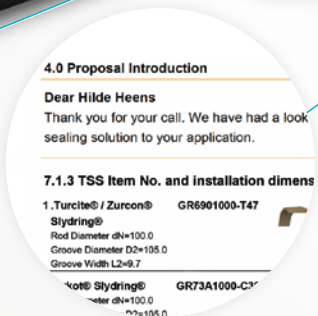 4.0 Proposal Introduction
Dear Hilde Heens
Thank you for your call. We have had a look
sealing solution to your application.
7.1.3 TSS Item No. and installation dimens
1.Turcite® / Zurcon® GR6901000-T47
Slydring®
Rod Diameter dN=100.0
Groove Diameter D2=105.0
Groove Width L2=9.7
Slydring® GR73A1000-C3
dN=100.0
D2=105.0